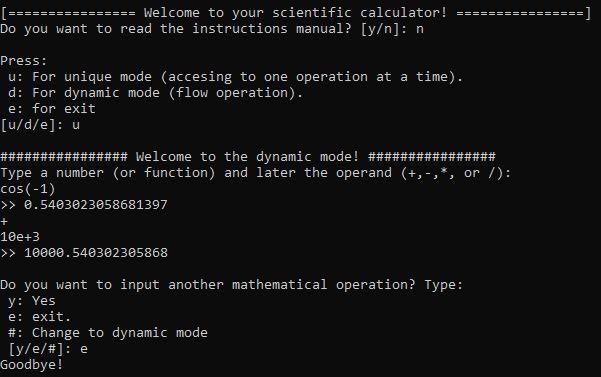 [================ Welcome to your scientific calculator! ================]
Do you want to read the instructions manual? [y/n]: n
Press:
u: For unique mode (accesing to one operation at a time).
d: For dynamic mode (flow operation).
e: for exit
[u/d/e]: u
################ Welcome to the dynamic mode! ################
Type a number (or function) and later the operand (+,-,*, or /):
cos(-1)
>> 0.5403023058681397
+
10e+3
>> 10000.540302305868
Do you want to input another mathematical operation? Type:
y: Yes
e: exit.
#: Change to dynamic mode
[y/e/#]: e
Goodbye!